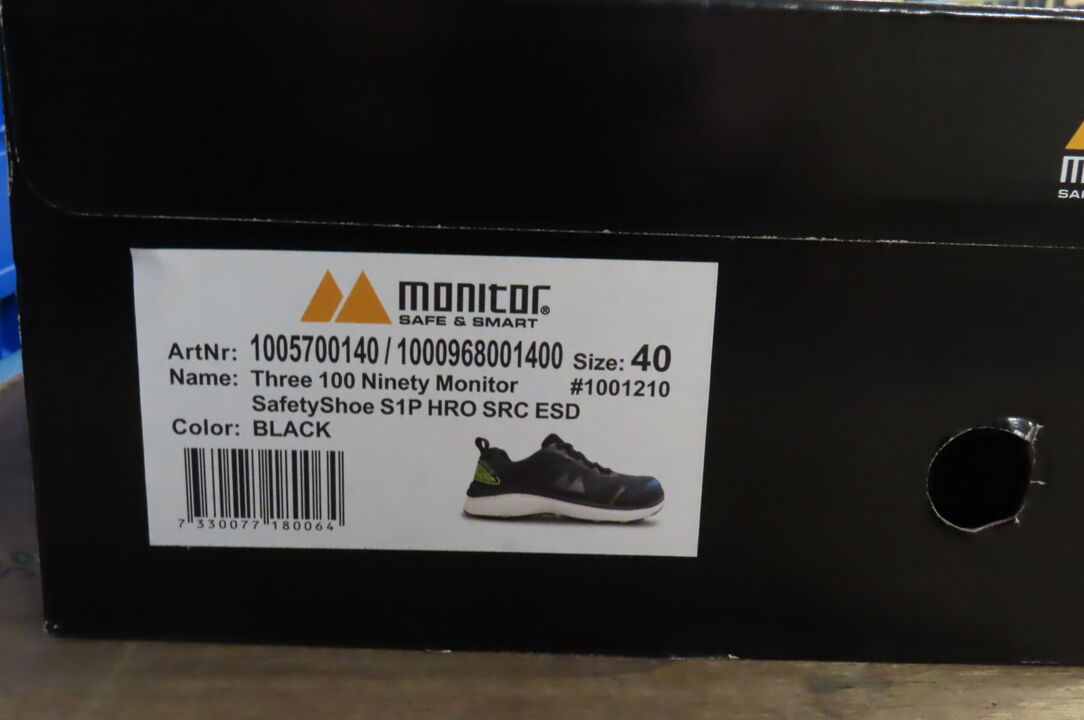 monitor®
SAFE & SMART
ArtNr: 1005700140 / 1000968001400 Size: 40
Name: Three 100 Ninety Monitor #1001210
SafetyShoe S1P HRO SRC ESD
Color: BLACK
7 330077 180064